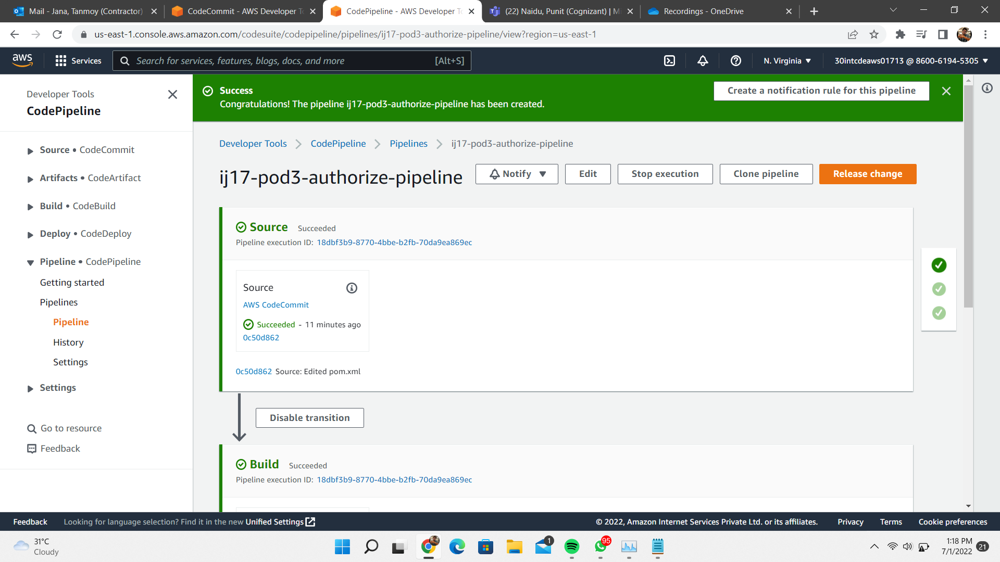 Mail - Jana, Tanmoy (Contractor)
CodeCommit - AWS Developer To
CodePipeline - AWS Developer To
(22) Naidu, Punit (Cognizant) | Mi
Recordings - OneDrive
us-east-1.console.aws.amazon.com/codesuite/codepipeline/pipelines/ij17-pod3-authorize-pipeline/view?region=us-east-1
aws
Services
Search for services, features, blogs, docs, and more
[Alt+S]
N. Virginia
30intcdeaws01713 @ 8600-6194-5305
Developer Tools
CodePipeline
Source • CodeCommit
Artifacts • CodeArtifact
Build • CodeBuild
Deploy • CodeDeploy
Pipeline • CodePipeline
Getting started
Pipelines
Pipeline
History
Settings
Settings
Go to resource
Feedback
Success
Congratulations! The pipeline ij17-pod3-authorize-pipeline has been created.
Create a notification rule for this pipeline
Developer Tools
CodePipeline
Pipelines
ij17-pod3-authorize-pipeline
ij17-pod3-authorize-pipeline
Notify
Edit
Stop execution
Clone pipeline
Release change
Source Succeeded
Pipeline execution ID: 18dbf3b9-8770-4bbe-b2fb-70da9ea869ec
Source
AWS CodeCommit
Succeeded - 11 minutes ago
0c50d862
0c50d862 Source: Edited pom.xml
Disable transition
Build Succeeded
Pipeline execution ID: 18dbf3b9-8770-4bbe-b2fb-70da9ea869ec
Feedback
Looking for language selection? Find it in the new Unified Settings
© 2022, Amazon Internet Services Private Ltd. or its affiliates.
Privacy
Terms
Cookie preferences
31°C
Cloudy
1
95
1:18 PM
7/1/2022
21